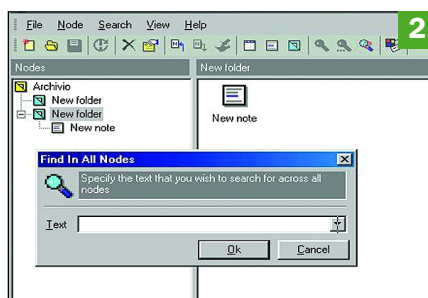 File Node Search View Help
2
Nodes
New folder
Archivio
New folder
New folder
New note
New note
Find In All Nodes
Specify the text that you wish to search for across all
nodes
Text
Ok Cancel